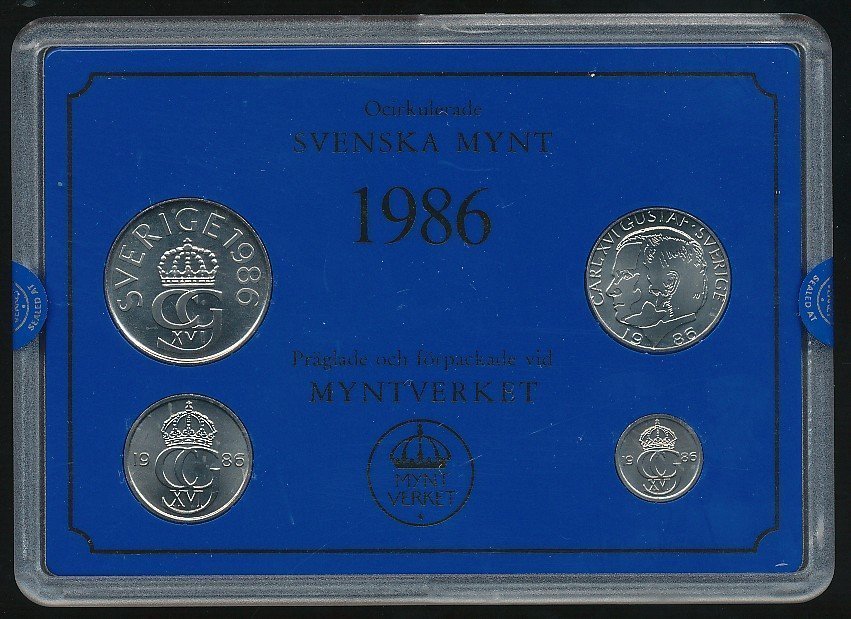 Ocirkulerade
SVENSKA MYNT
1986
SVERIGE 1986
CG
XVI
CARL XVI GUSTAF · SVERIGE
19 86
Präglade och förpackade vid
MYNTVERKET
19 CG 86
XVI
MYNT
VERKET
19 CG 86
XVI
SEALED AT
SEALED AT